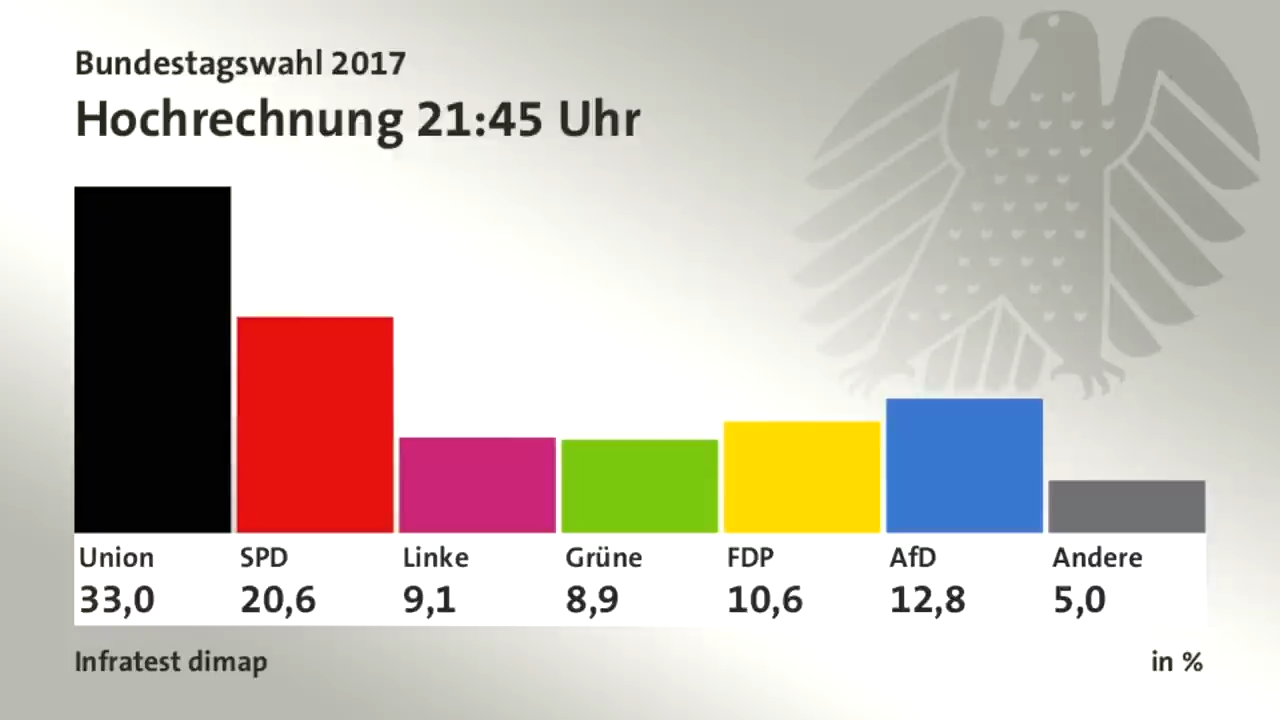 Bundestagswahl 2017
Hochrechnung 21:45 Uhr
Union SPD Linke Grüne FDP AfD Andere
33,0 20,6 9,1 8,9 10,6 12,8 5,0
Infratest dimap in %